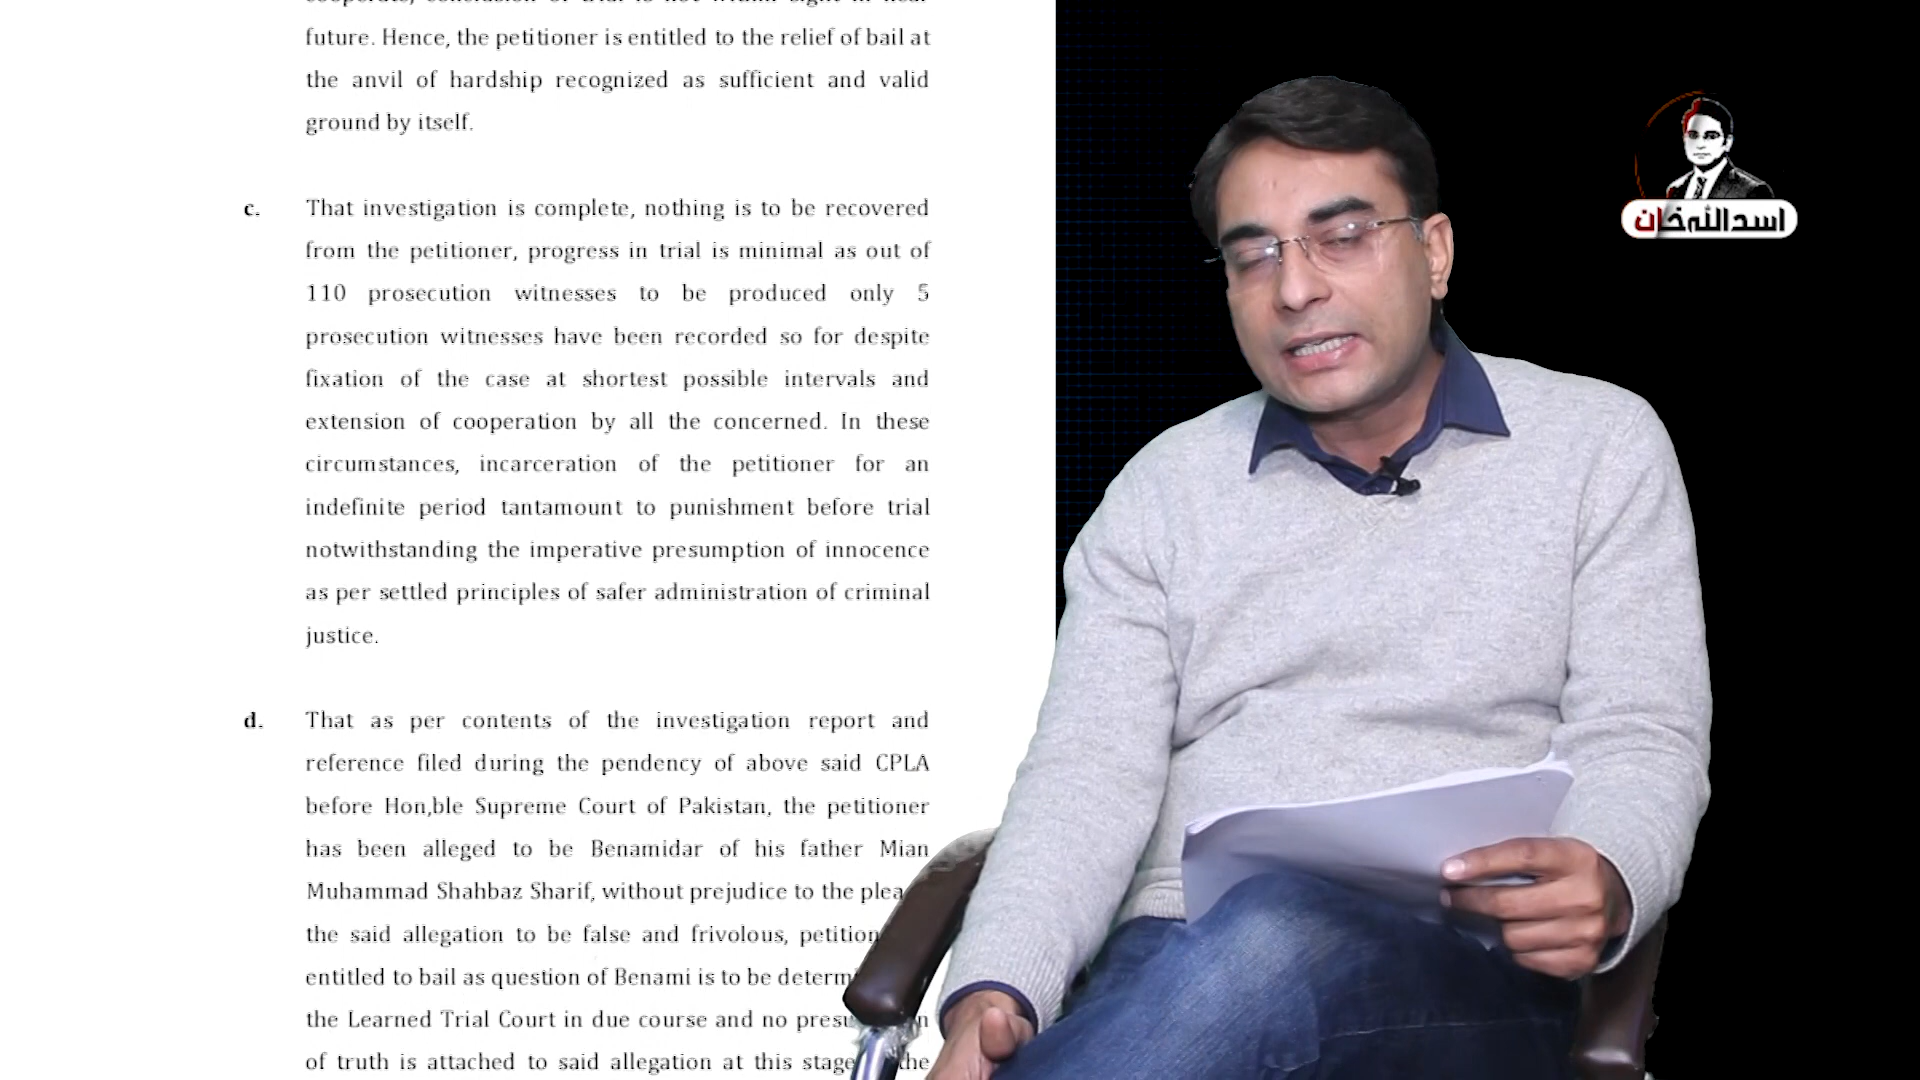 future. Hence, the petitioner is entitled to the relief of bail at
the anvil of hardship recognized as sufficient and valid
ground by itself.
c. That investigation is complete, nothing is to be recovered
from the petitioner, progress in trial is minimal as out of
110 prosecution witnesses to be produced only 5
prosecution witnesses have been recorded so for despite
fixation of the case at shortest possible intervals and
extension of cooperation by all the concerned. In these
circumstances, incarceration of the petitioner for an
indefinite period tantamount to punishment before trial
notwithstanding the imperative presumption of innocence
as per settled principles of safer administration of criminal
justice.
d. That as per contents of the investigation report and
reference filed during the pendency of above said CPLA
before Hon,ble Supreme Court of Pakistan, the petitioner
has been alleged to be Benamidar of his father Mian
Muhammad Shahbaz Sharif, without prejudice to the
the said allegation to be false and frivolous,
entitled to bail as question of Benami is to be
the Learned Trial Court in due course and no
of truth is attached to said allegation at this stage the
اسد اللہ خان